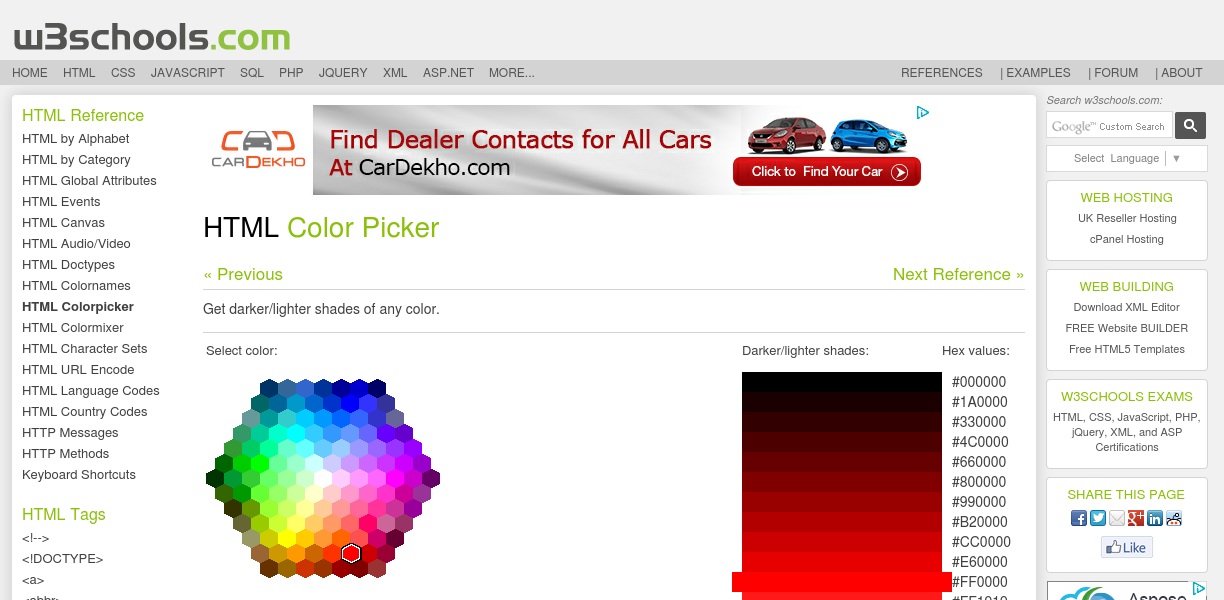 w3schools.com
HOME HTML CSS JAVASCRIPT SQL PHP JQUERY XML ASP.NET MORE... REFERENCES | EXAMPLES | FORUM | ABOUT
HTML Reference
HTML by Alphabet
HTML by Category
HTML Global Attributes
HTML Events
HTML Canvas
HTML Audio/Video
HTML Doctypes
HTML Colornames
HTML Colorpicker
HTML Colormixer
HTML Character Sets
HTML URL Encode
HTML Language Codes
HTML Country Codes
HTTP Messages
HTTP Methods
Keyboard Shortcuts
HTML Tags
<!-->
<!DOCTYPE>
<a>
<abbr>
CARDEKHO
Find Dealer Contacts for All Cars
At CarDekho.com
Click to Find Your Car
HTML Color Picker
« Previous
Next Reference »
Get darker/lighter shades of any color.
Select color:
Darker/lighter shades:
Hex values:
#000000
#1A0000
#330000
#4C0000
#660000
#800000
#990000
#B20000
#CC0000
#E60000
#FF0000
#FF1919
Search w3schools.com:
Google™ Custom Search
Select Language ▼
WEB HOSTING
UK Reseller Hosting
cPanel Hosting
WEB BUILDING
Download XML Editor
FREE Website BUILDER
Free HTML5 Templates
W3SCHOOLS EXAMS
HTML, CSS, JavaScript, PHP,
jQuery, XML, and ASP
Certifications
SHARE THIS PAGE
Like
Aspose